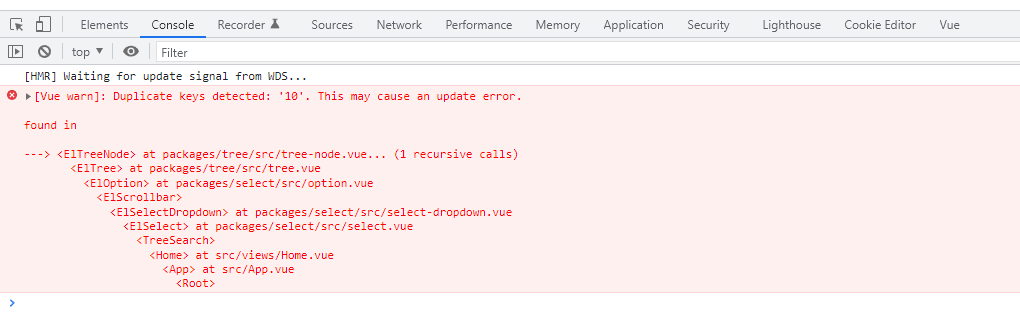 Elements Console Recorder Sources Network Performance Memory Application Security Lighthouse Cookie Editor Vue
top ▼ Filter
[HMR] Waiting for update signal from WDS...
▶[Vue warn]: Duplicate keys detected: '10'. This may cause an update error.
found in
---> <ElTreeNode> at packages/tree/src/tree-node.vue... (1 recursive calls)
<ElTree> at packages/tree/src/tree.vue
<ElOption> at packages/select/src/option.vue
<ElScrollbar>
<ElSelectDropdown> at packages/select/src/select-dropdown.vue
<ElSelect> at packages/select/src/select.vue
<TreeSearch>
<Home> at src/views/Home.vue
<App> at src/App.vue
<Root>